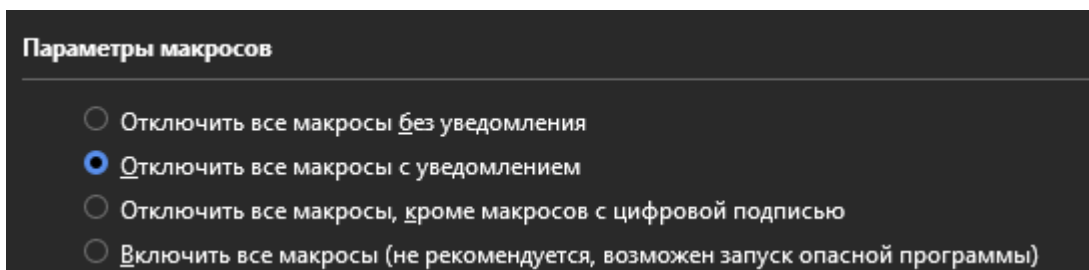 Параметры макросов
Отключить все макросы без уведомления
Отключить все макросы с уведомлением
Отключить все макросы, кроме макросов с цифровой подписью
Включить все макросы (не рекомендуется, возможен запуск опасной программы)